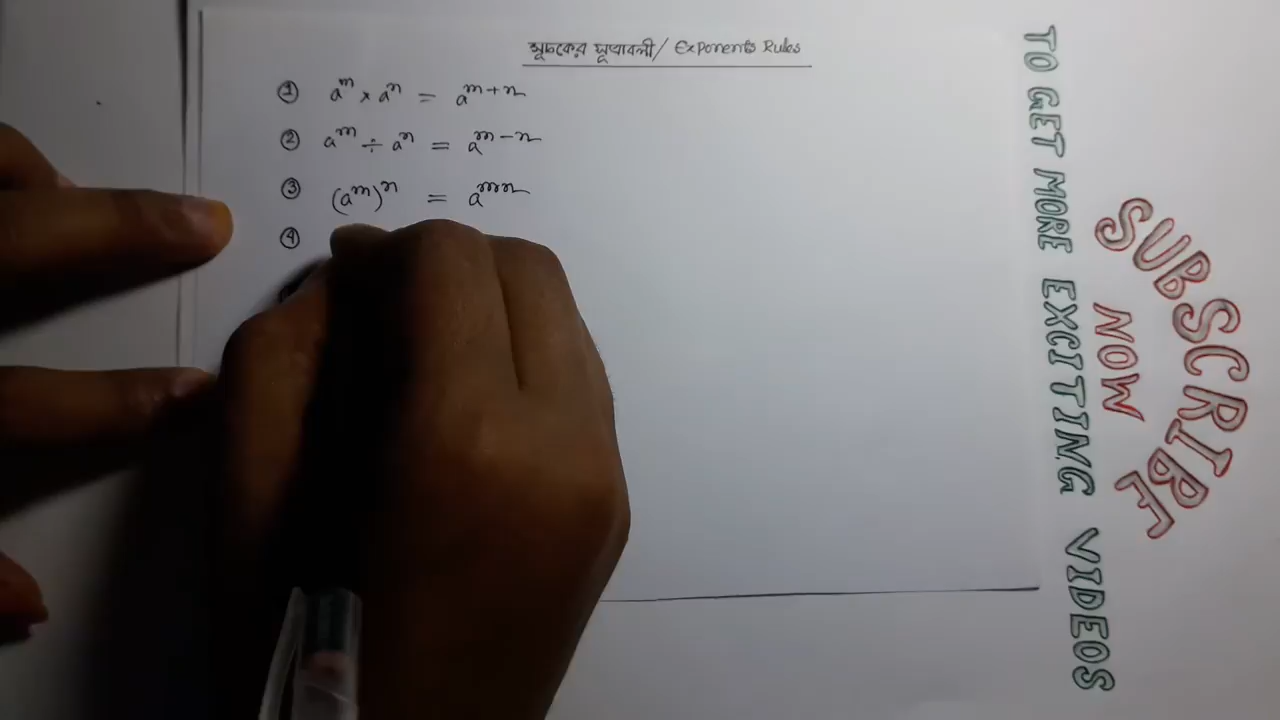 সূচকের সূত্রাবলী / Exponents Rules
① a^m × a^n = a^{m+n}
② a^m ÷ a^n = a^{m-n}
③ (a^m)^n = a^{mn}
④
TO GET MORE EXCITING VIDEOS
SUBSCRIBE
NOW